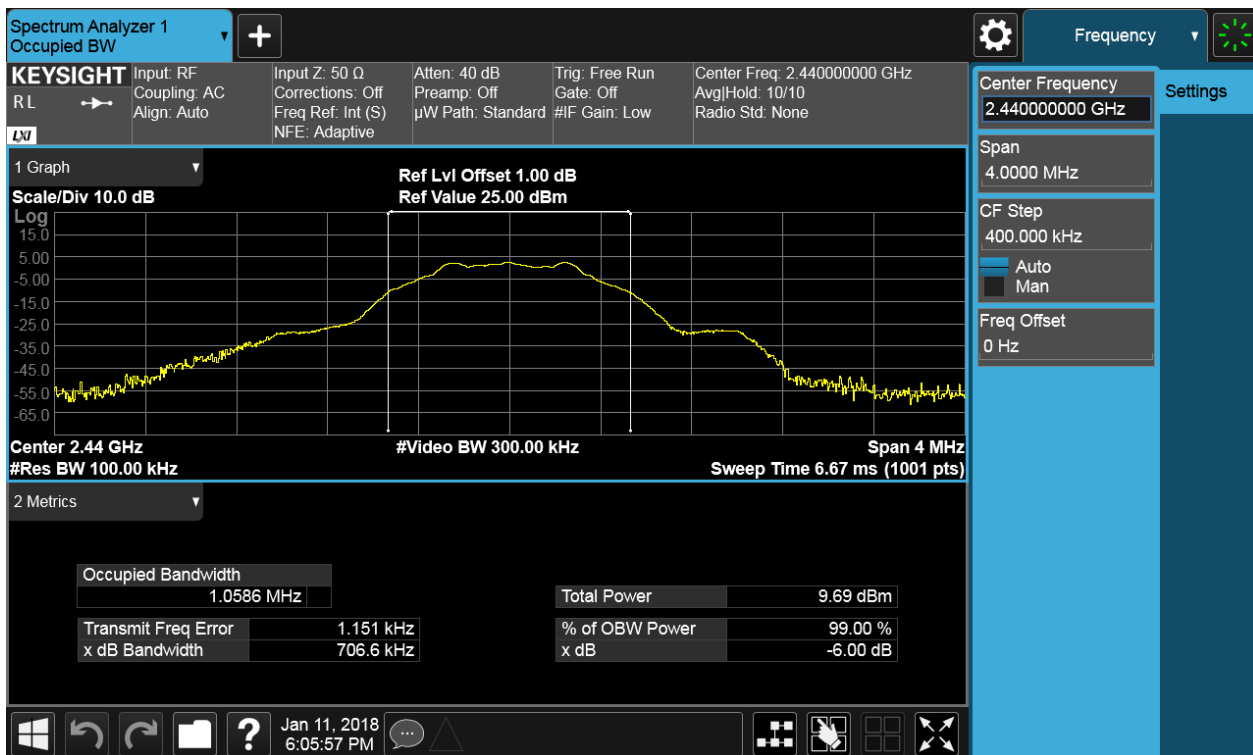 Spectrum Analyzer 1
Occupied BW
Frequency
KEYSIGHT
R L
LXI
Input: RF
Coupling: AC
Align: Auto
Input Z: 50 Ω
Corrections: Off
Freq Ref: Int (S)
NFE: Adaptive
Atten: 40 dB
Preamp: Off
µW Path: Standard
Trig: Free Run
Gate: Off
#IF Gain: Low
Center Freq: 2.440000000 GHz
Avg|Hold: 10/10
Radio Std: None
Center Frequency
2.440000000 GHz
Settings
Span
4.0000 MHz
CF Step
400.000 kHz
Auto
Man
Freq Offset
0 Hz
1 Graph
Scale/Div 10.0 dB
Ref Lvl Offset 1.00 dB
Ref Value 25.00 dBm
Log
15.0
5.00
-5.00
-15.0
-25.0
-35.0
-45.0
-55.0
-65.0
Center 2.44 GHz
#Video BW 300.00 kHz
Span 4 MHz
#Res BW 100.00 kHz
Sweep Time 6.67 ms (1001 pts)
2 Metrics
Occupied Bandwidth
1.0586 MHz
Total Power 9.69 dBm
Transmit Freq Error 1.151 kHz
% of OBW Power 99.00 %
x dB Bandwidth 706.6 kHz
x dB -6.00 dB
Jan 11, 2018
6:05:57 PM